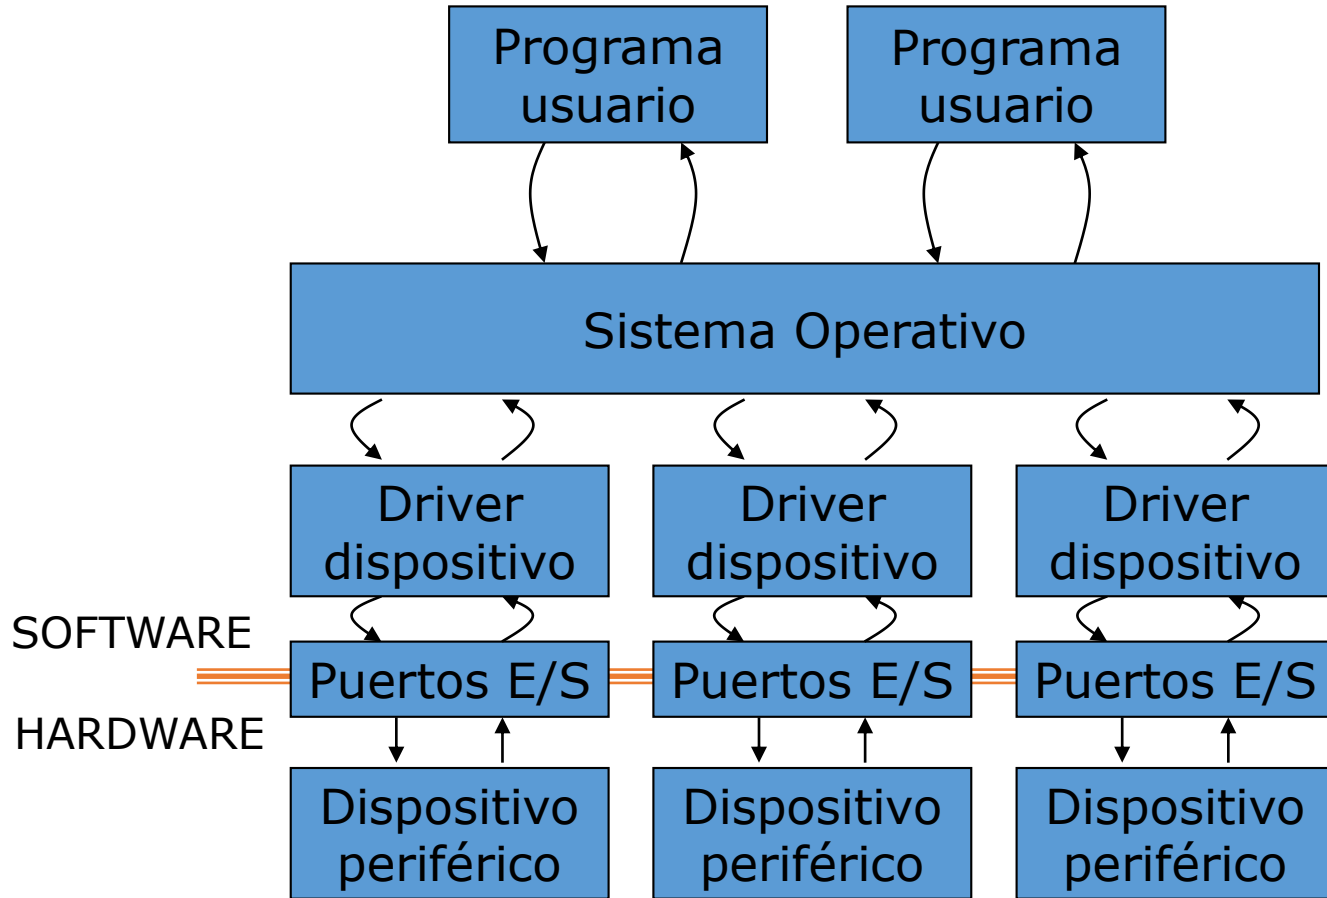 Programa
usuario
Programa
usuario
Sistema Operativo
Driver
dispositivo
Driver
dispositivo
Driver
dispositivo
SOFTWARE
Puertos E/S
Puertos E/S
Puertos E/S
HARDWARE
Dispositivo
periférico
Dispositivo
periférico
Dispositivo
periférico